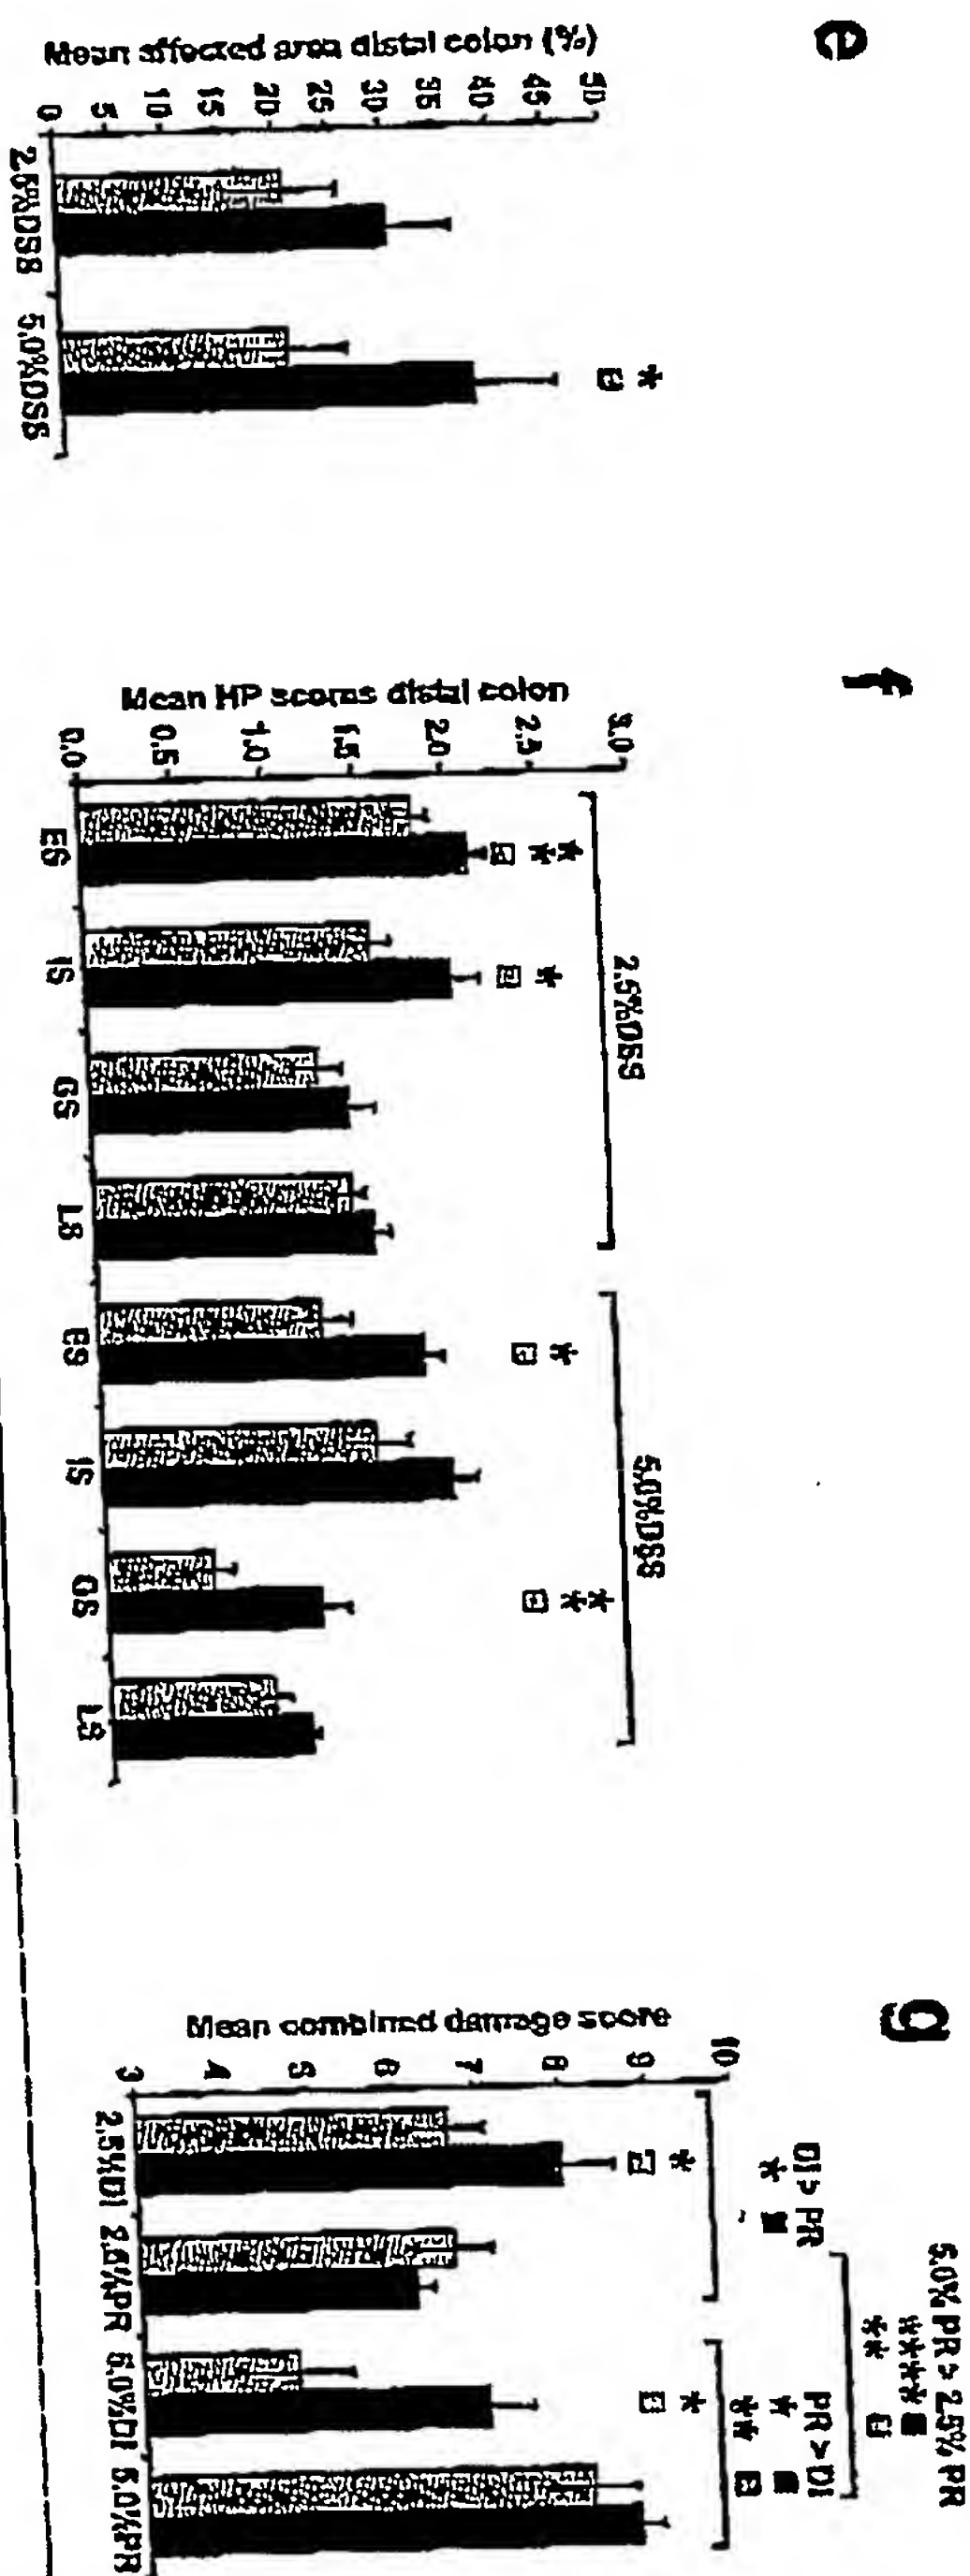 e
Mean affected area distal colon (%)
50
45
40
35
30
25
20
15
10
5
0
*
2.5%DSS
5.0%DSS
f
Mean HP scores distal colon
3.0
2.5
2.0
1.5
1.0
0.5
0.0
2.5%DSS
5.0%DSS
**
*
*
**
ES
IS
GS
LS
ES
IS
GS
LS
g
Mean combined damage score
10
9
8
7
6
5
4
3
5.0% PR > 2.5% PR
****
**
DI > PR
*
PR > DI
*
**
*
*
2.5%DI
2.5%PR
5.0%DI
5.0%PR